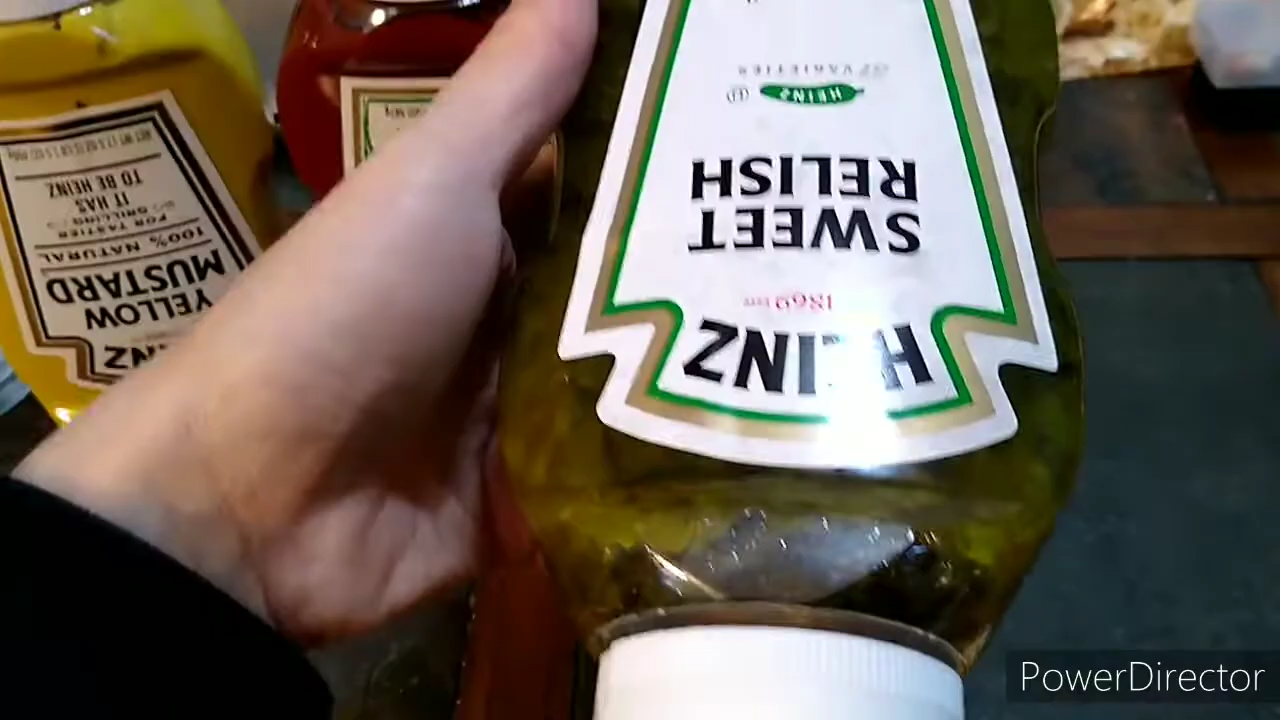 HEINZ
1869
SWEET
RELISH
HEINZ
57 VARIETIES
YELLOW
MUSTARD
100% NATURAL
FOR TASTIER
GRILLING
IT HAS
TO BE HEINZ
PowerDirector